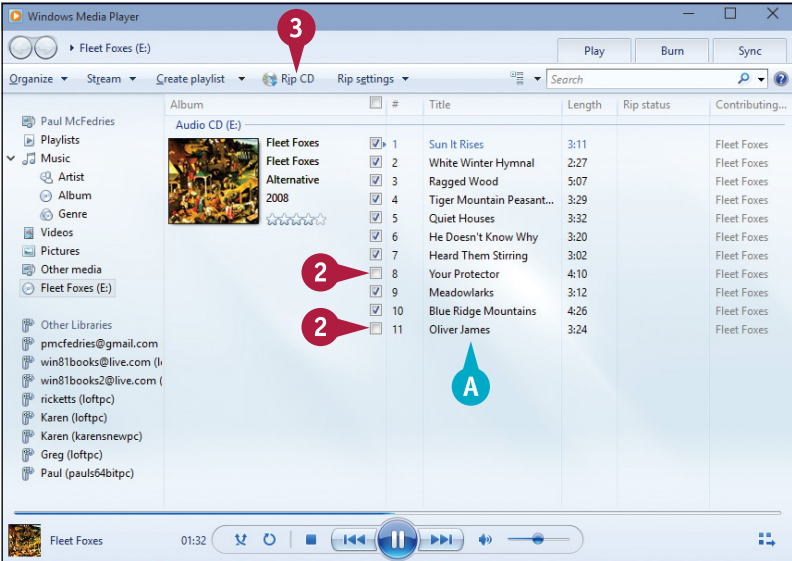 Windows Media Player
Fleet Foxes (E:)
Play Burn Sync
3
Organize Stream Create playlist Rip CD Rip settings Search
Album # Title Length Rip status Contributing...
Audio CD (E:)
Paul McFedries
Playlists
Music
Artist
Album
Genre
Videos
Pictures
Other media
Fleet Foxes (E:)
Other Libraries
pmcfedries@gmail.com
win81books@live.com (
win81books2@live.com (
ricketts (loftpc)
Karen (loftpc)
Karen (karensnewpc)
Greg (loftpc)
Paul (pauls64bitpc)
Fleet Foxes
Fleet Foxes
Alternative
2008
1 Sun It Rises 3:11 Fleet Foxes
2 White Winter Hymnal 2:27 Fleet Foxes
3 Ragged Wood 5:07 Fleet Foxes
4 Tiger Mountain Peasant... 3:29 Fleet Foxes
5 Quiet Houses 3:32 Fleet Foxes
6 He Doesn't Know Why 3:20 Fleet Foxes
7 Heard Them Stirring 3:02 Fleet Foxes
2 8 Your Protector 4:10 Fleet Foxes
9 Meadowlarks 3:12 Fleet Foxes
10 Blue Ridge Mountains 4:26 Fleet Foxes
2 11 Oliver James 3:24 Fleet Foxes
A
Fleet Foxes 01:32